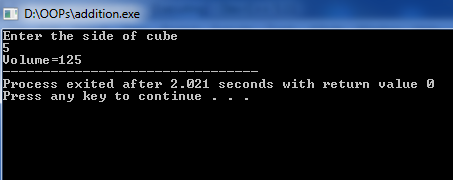 D:\OOPs\addition.exe
Enter the side of cube
5
Volume=125
--------------------------------
Process exited after 2.021 seconds with return value 0
Press any key to continue . . .